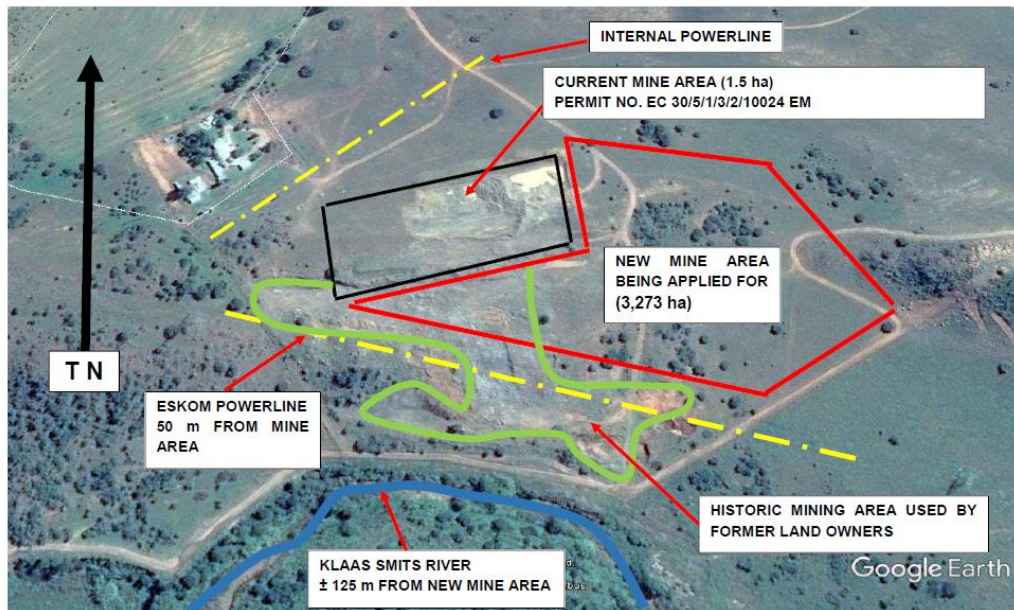 INTERNAL POWERLINE
CURRENT MINE AREA (1.5 ha)
PERMIT NO. EC 30/5/1/3/2/10024 EM
NEW MINE AREA
BEING APPLIED FOR
(3,273 ha)
T N
ESKOM POWERLINE
50 m FROM MINE
AREA
HISTORIC MINING AREA USED BY
FORMER LAND OWNERS
KLAAS SMITS RIVER
± 125 m FROM NEW MINE AREA
Google Earth